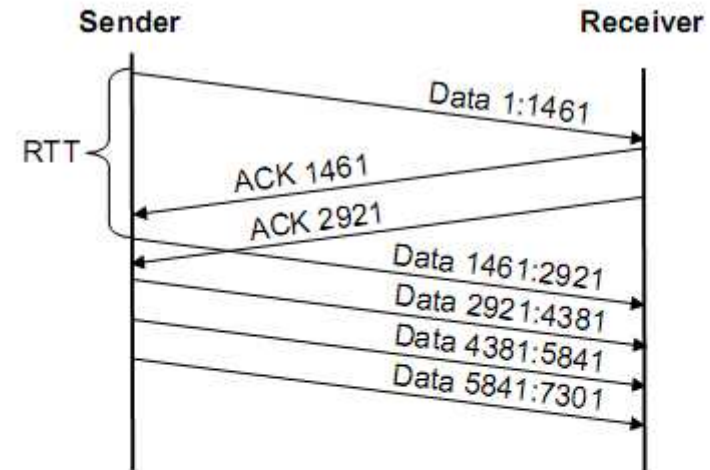 Sender
Receiver
Data 1:1461
RTT
ACK 1461
ACK 2921
Data 1461:2921
Data 2921:4381
Data 4381:5841
Data 5841:7301